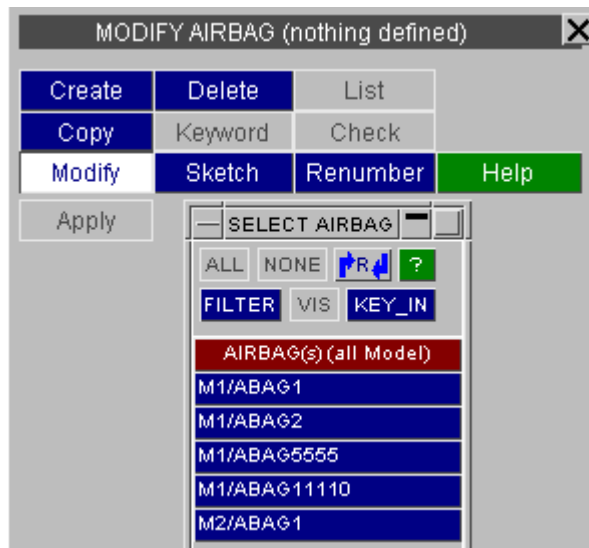 MODIFY AIRBAG (nothing defined)
Create Delete List
Copy Keyword Check
Modify Sketch Renumber Help
Apply
SELECT AIRBAG
ALL NONE R ?
FILTER VIS KEY_IN
AIRBAG(s) (all Model)
M1/ABAG1
M1/ABAG2
M1/ABAG5555
M1/ABAG11110
M2/ABAG1